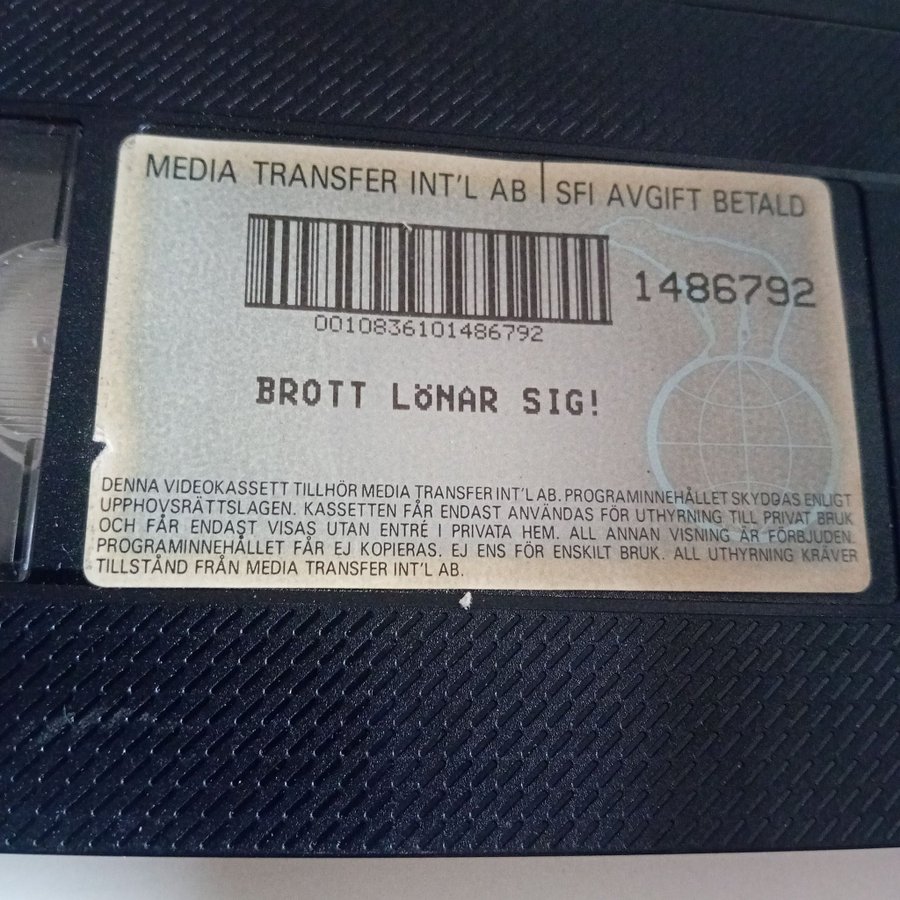 MEDIA TRANSFER INT'L AB | SFI AVGIFT BETALD
1486792
0010836101486792
BROTT LÖNAR SIG!
DENNA VIDEOKASSETT TILLHÖR MEDIA TRANSFER INT'L AB. PROGRAMINNEHÅLLET SKYDDAS ENLIGT
UPPHOVSRÄTTSLAGEN. KASSETTEN FÅR ENDAST ANVÄNDAS FÖR UTHYRNING TILL PRIVAT BRUK
OCH FÅR ENDAST VISAS UTAN ENTRÉ I PRIVATA HEM. ALL ANNAN VISNING ÄR FÖRBJUDEN.
PROGRAMINNEHÅLLET FÅR EJ KOPIERAS. EJ ENS FÖR ENSKILT BRUK. ALL UTHYRNING KRÄVER
TILLSTÅND FRÅN MEDIA TRANSFER INT'L AB.